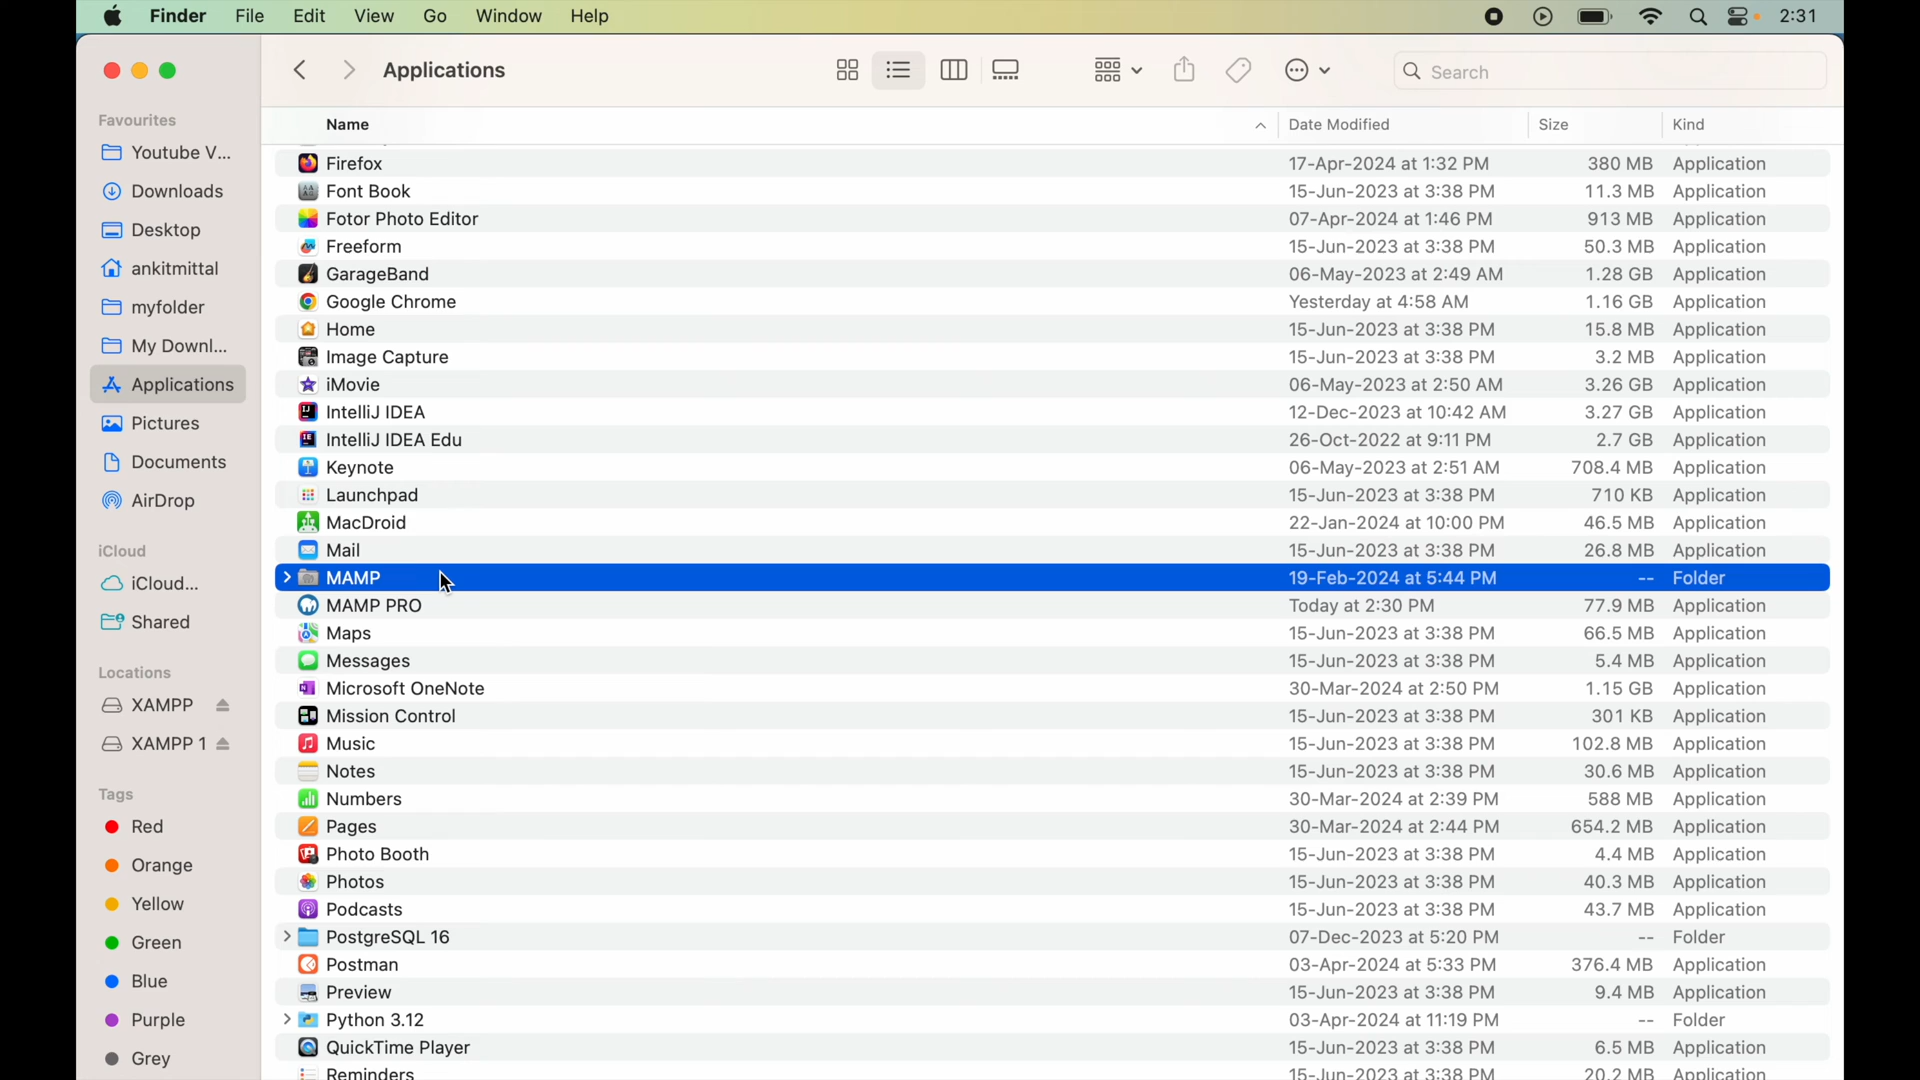 Finder File Edit View Go Window Help 2:31
Applications Search
Favourites
Youtube V...
Downloads
Desktop
ankitmittal
myfolder
My Downl...
Applications
Pictures
Documents
AirDrop
iCloud
iCloud...
Shared
Locations
XAMPP
XAMPP 1
Tags
Red
Orange
Yellow
Green
Blue
Purple
Grey
Name Date Modified Size Kind
Firefox 17-Apr-2024 at 1:32 PM 380 MB Application
Font Book 15-Jun-2023 at 3:38 PM 11.3 MB Application
Fotor Photo Editor 07-Apr-2024 at 1:46 PM 913 MB Application
Freeform 15-Jun-2023 at 3:38 PM 50.3 MB Application
GarageBand 06-May-2023 at 2:49 AM 1.28 GB Application
Google Chrome Yesterday at 4:58 AM 1.16 GB Application
Home 15-Jun-2023 at 3:38 PM 15.8 MB Application
Image Capture 15-Jun-2023 at 3:38 PM 3.2 MB Application
iMovie 06-May-2023 at 2:50 AM 3.26 GB Application
IntelliJ IDEA 12-Dec-2023 at 10:42 AM 3.27 GB Application
IntelliJ IDEA Edu 26-Oct-2022 at 9:11 PM 2.7 GB Application
Keynote 06-May-2023 at 2:51 AM 708.4 MB Application
Launchpad 15-Jun-2023 at 3:38 PM 710 KB Application
MacDroid 22-Jan-2024 at 10:00 PM 46.5 MB Application
Mail 15-Jun-2023 at 3:38 PM 26.8 MB Application
MAMP 19-Feb-2024 at 5:44 PM -- Folder
MAMP PRO Today at 2:30 PM 77.9 MB Application
Maps 15-Jun-2023 at 3:38 PM 66.5 MB Application
Messages 15-Jun-2023 at 3:38 PM 5.4 MB Application
Microsoft OneNote 30-Mar-2024 at 2:50 PM 1.15 GB Application
Mission Control 15-Jun-2023 at 3:38 PM 301 KB Application
Music 15-Jun-2023 at 3:38 PM 102.8 MB Application
Notes 15-Jun-2023 at 3:38 PM 30.6 MB Application
Numbers 30-Mar-2024 at 2:39 PM 588 MB Application
Pages 30-Mar-2024 at 2:44 PM 654.2 MB Application
Photo Booth 15-Jun-2023 at 3:38 PM 4.4 MB Application
Photos 15-Jun-2023 at 3:38 PM 40.3 MB Application
Podcasts 15-Jun-2023 at 3:38 PM 43.7 MB Application
PostgreSQL 16 07-Dec-2023 at 5:20 PM -- Folder
Postman 03-Apr-2024 at 5:33 PM 376.4 MB Application
Preview 15-Jun-2023 at 3:38 PM 9.4 MB Application
Python 3.12 03-Apr-2024 at 11:19 PM -- Folder
QuickTime Player 15-Jun-2023 at 3:38 PM 6.5 MB Application
Reminders 15-Jun-2023 at 3:38 PM 20.2 MB Application